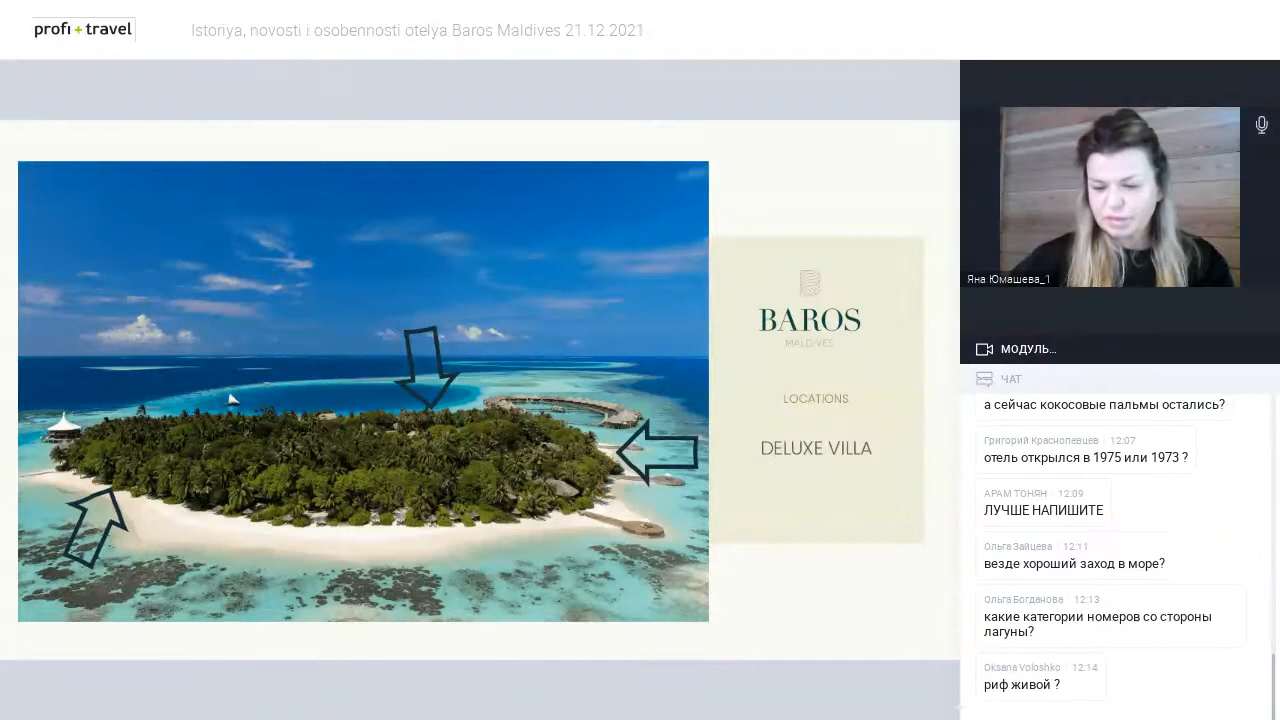 profi + travel
Istoriya, novosti i osobennosti otelya Baros Maldives 21.12.2021
BAROS
MALDIVES
LOCATIONS
DELUXE VILLA
Яна Юмашева_1
МОДУЛЬ...
ЧАТ
а сейчас кокосовые пальмы остались?
Григорий Краснопевцев 12:07
отель открылся в 1975 или 1973 ?
АРАМ ТОНЯН 12:09
ЛУЧШЕ НАПИШИТЕ
Ольга Зайцева 12:11
везде хороший заход в море?
Ольга Богданова 12:13
какие категории номеров со стороны
лагуны?
Oksana Voloshko 12:14
риф живой ?